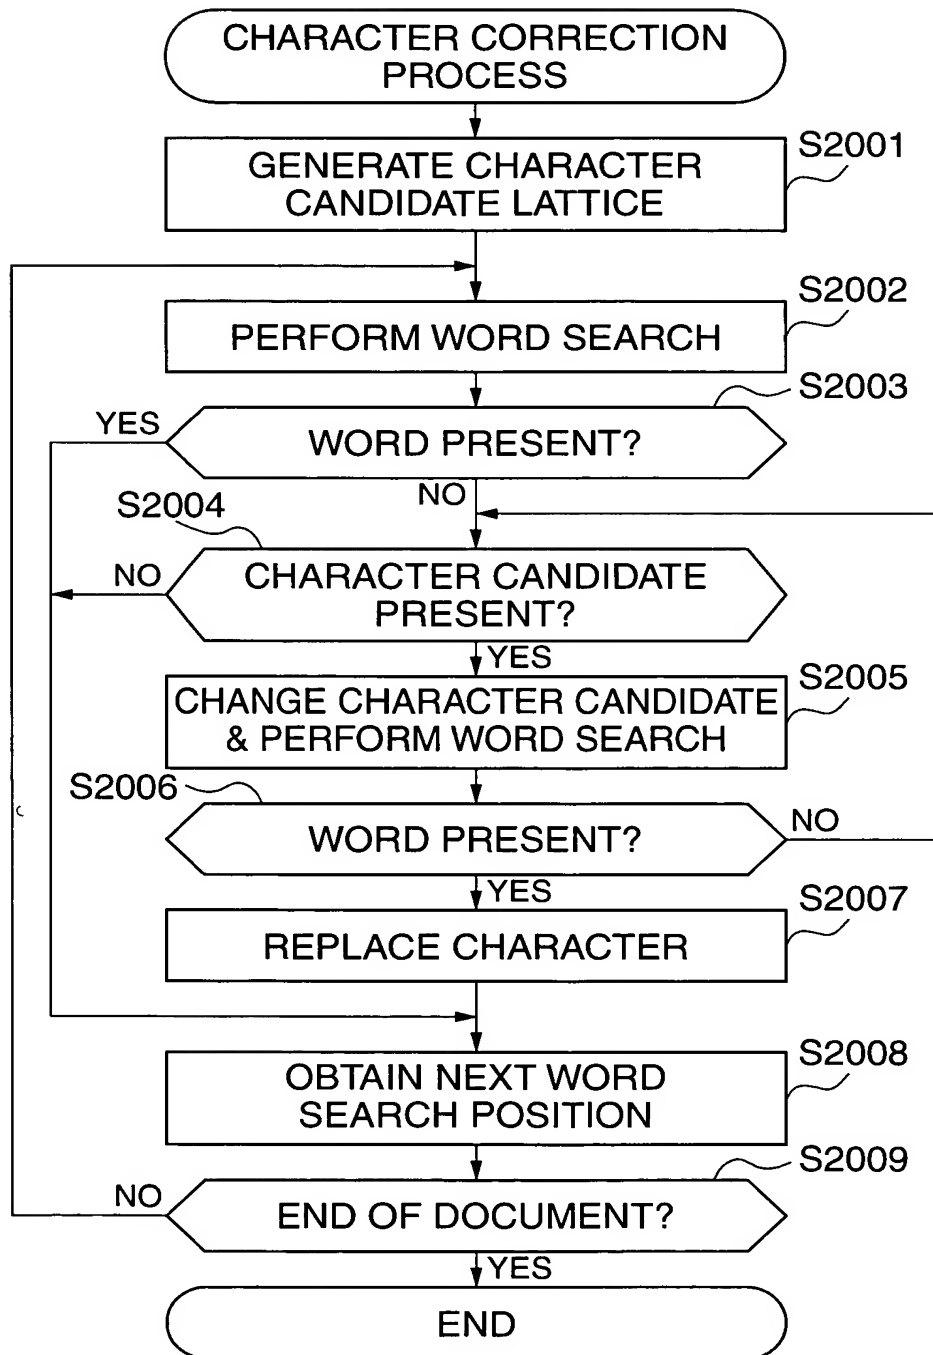 CHARACTER CORRECTION
PROCESS
S2001
GENERATE CHARACTER
CANDIDATE LATTICE
S2002
PERFORM WORD SEARCH
S2003
YES
WORD PRESENT?
NO
S2004
NO
CHARACTER CANDIDATE
PRESENT?
YES
S2005
CHANGE CHARACTER CANDIDATE
& PERFORM WORD SEARCH
S2006
WORD PRESENT?
NO
YES
S2007
REPLACE CHARACTER
S2008
OBTAIN NEXT WORD
SEARCH POSITION
S2009
NO
END OF DOCUMENT?
YES
END